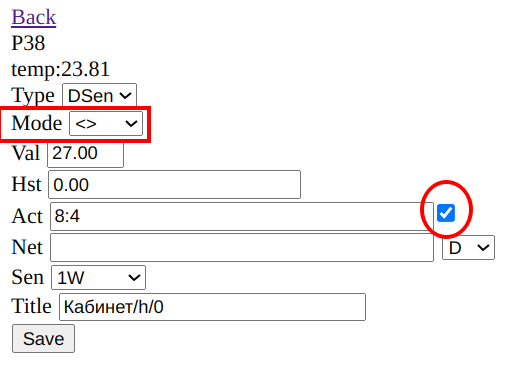 Back
P38
temp:23.81
Type DSen
Mode <>
Val 27.00
Hst 0.00
Act 8:4
Net D
Sen 1W
Title Кабинет/h/0
Save